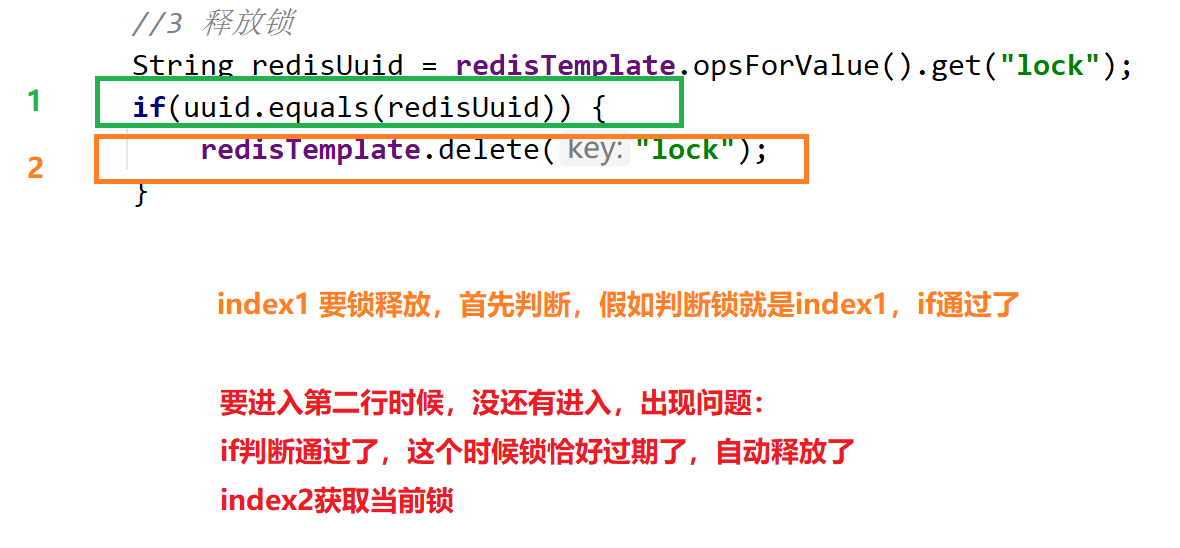 //3 释放锁
String redisUuid = redisTemplate.opsForValue().get("lock");
1
if(uuid.equals(redisUuid)) {
2
redisTemplate.delete( key: "lock");
}
index1 要锁释放，首先判断，假如判断锁就是index1，if通过了
要进入第二行时候，没还有进入，出现问题：
if判断通过了，这个时候锁恰好过期了，自动释放了
index2获取当前锁